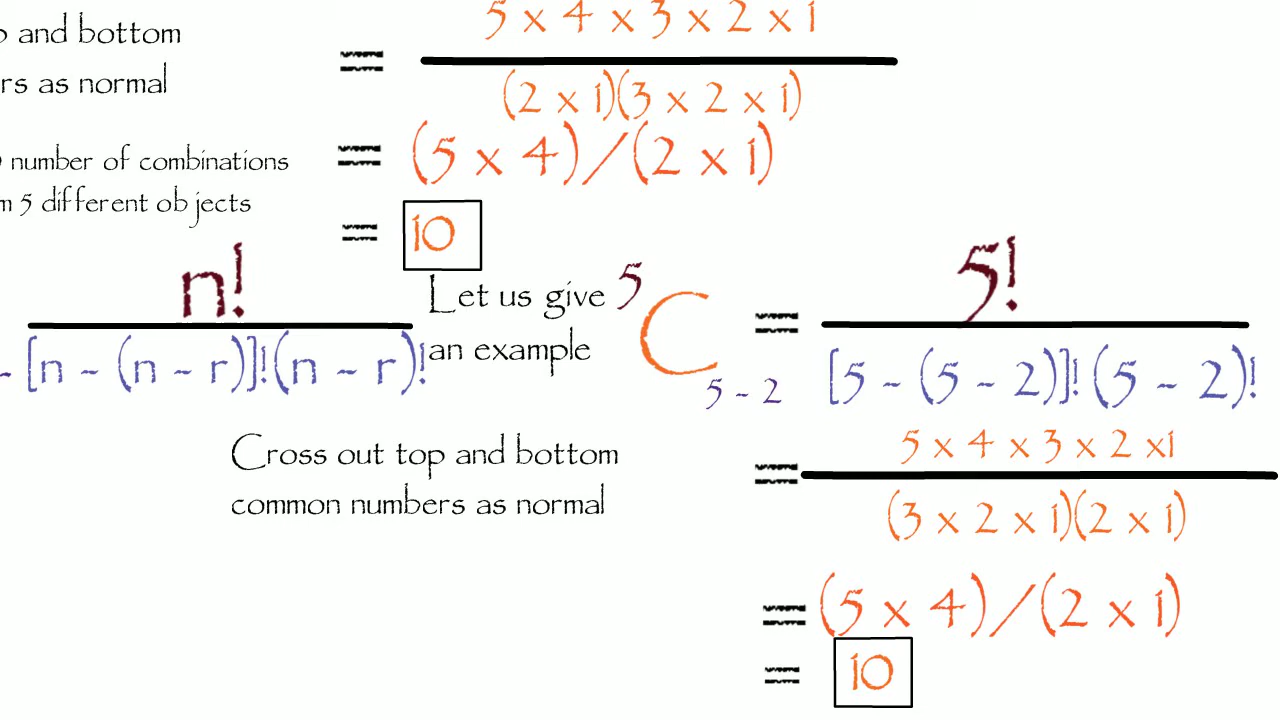 5 x 4 x 3 x 2 x 1
and bottom
= 
as normal
(2 x 1)(3 x 2 x 1)
number of combinations
= (5 x 4)/(2 x 1)
5 different objects
= 10
n!
[n - (n - r)]!(n - r)!
Let us give
an example
5
C
5 - 2
=
5!
[5 - (5 - 2)]! (5 - 2)!
Cross out top and bottom
common numbers as normal
=
5 x 4 x 3 x 2 x1
(3 x 2 x 1)(2 x 1)
= (5 x 4)/(2 x 1)
= 10